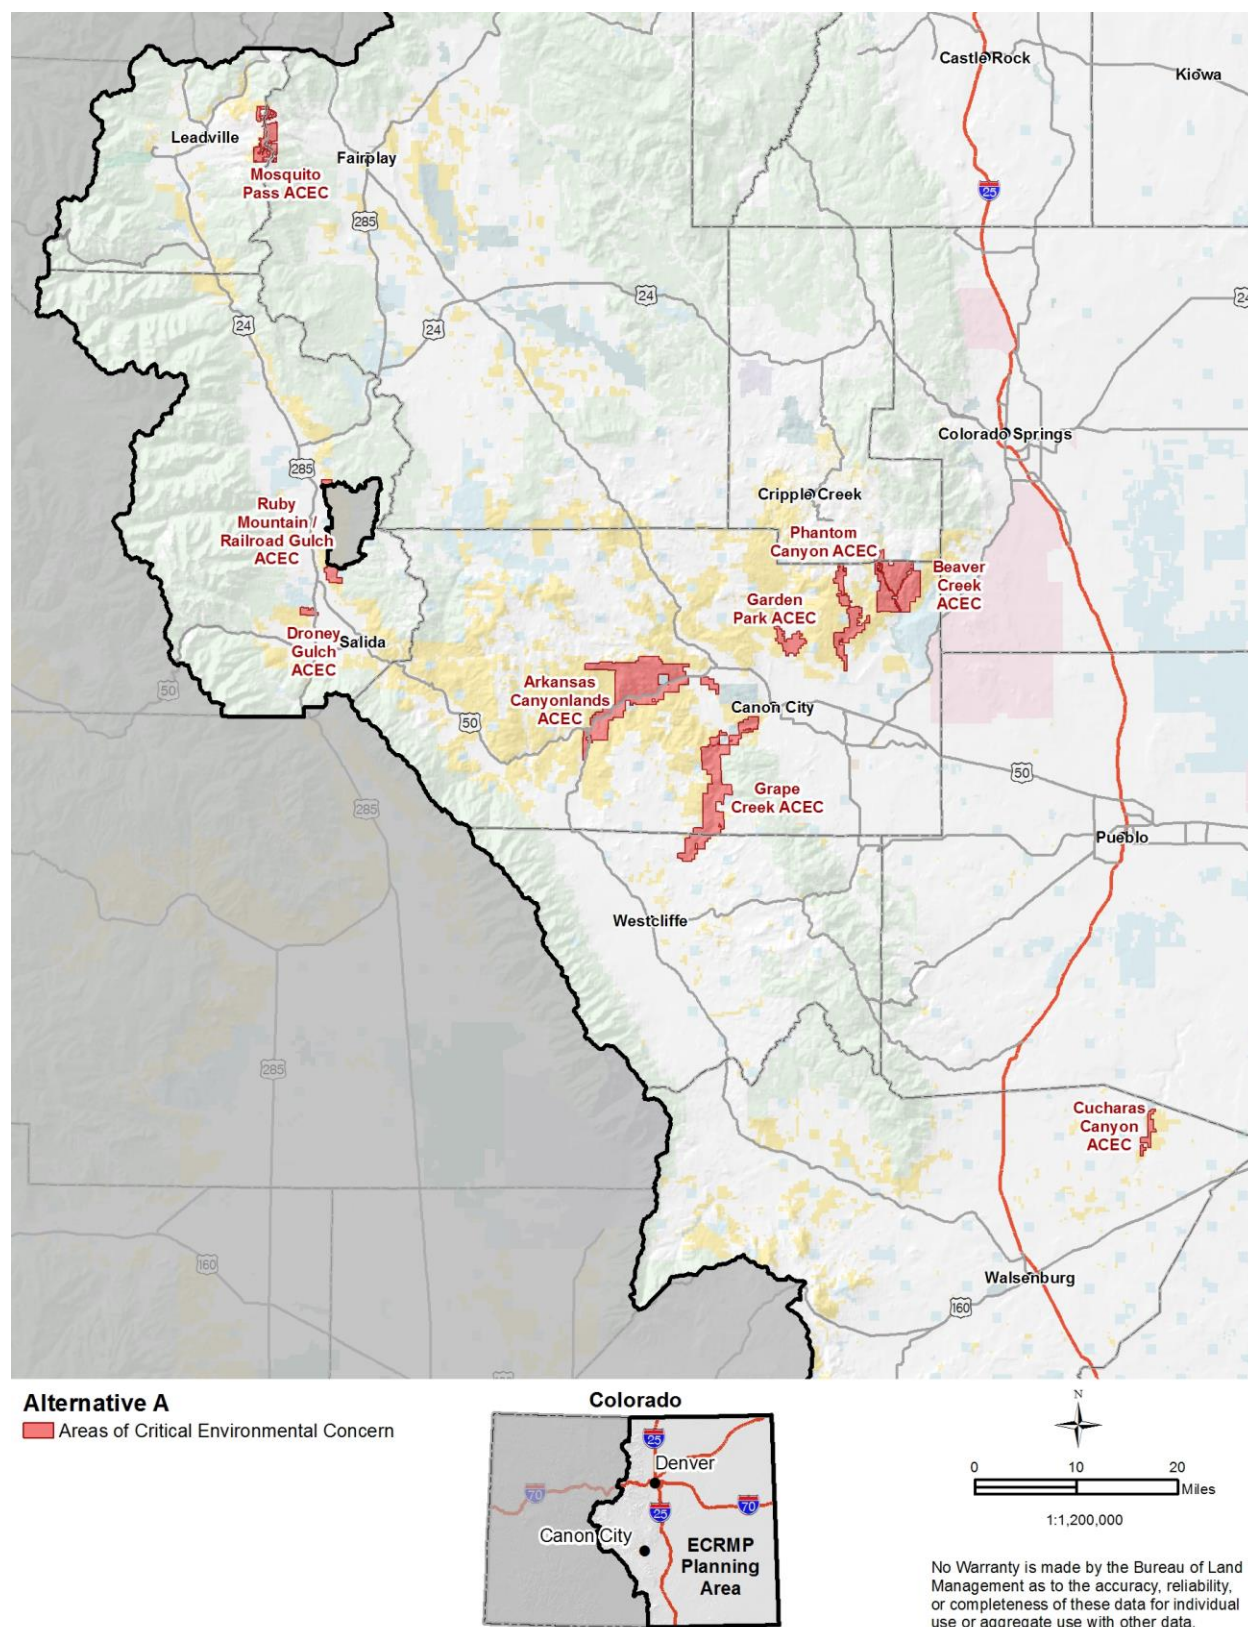 Castle Rock
Kiowa
Leadville
Fairplay
Mosquito
Pass ACEC
25
285
24
24
24
24
Colorado Springs
285
Cripple Creek
Ruby
Mountain /
Railroad Gulch
ACEC
Phantom
Canyon ACEC
Beaver
Creek
ACEC
Garden
Park ACEC
Droney
Gulch
ACEC
Salida
50
Arkansas
Canyonlands
ACEC
Canon City
50
50
Grape
Creek ACEC
285
Pueblo
Westcliffe
285
Cucharas
Canyon
ACEC
160
Walsenburg
160
Alternative A
Areas of Critical Environmental Concern
Colorado
25
Denver
70
25
70
Canon City
ECRMP
Planning
Area
N
0 10 20
Miles
1:1,200,000
No Warranty is made by the Bureau of Land
Management as to the accuracy, reliability,
or completeness of these data for individual
use or aggregate use with other data.